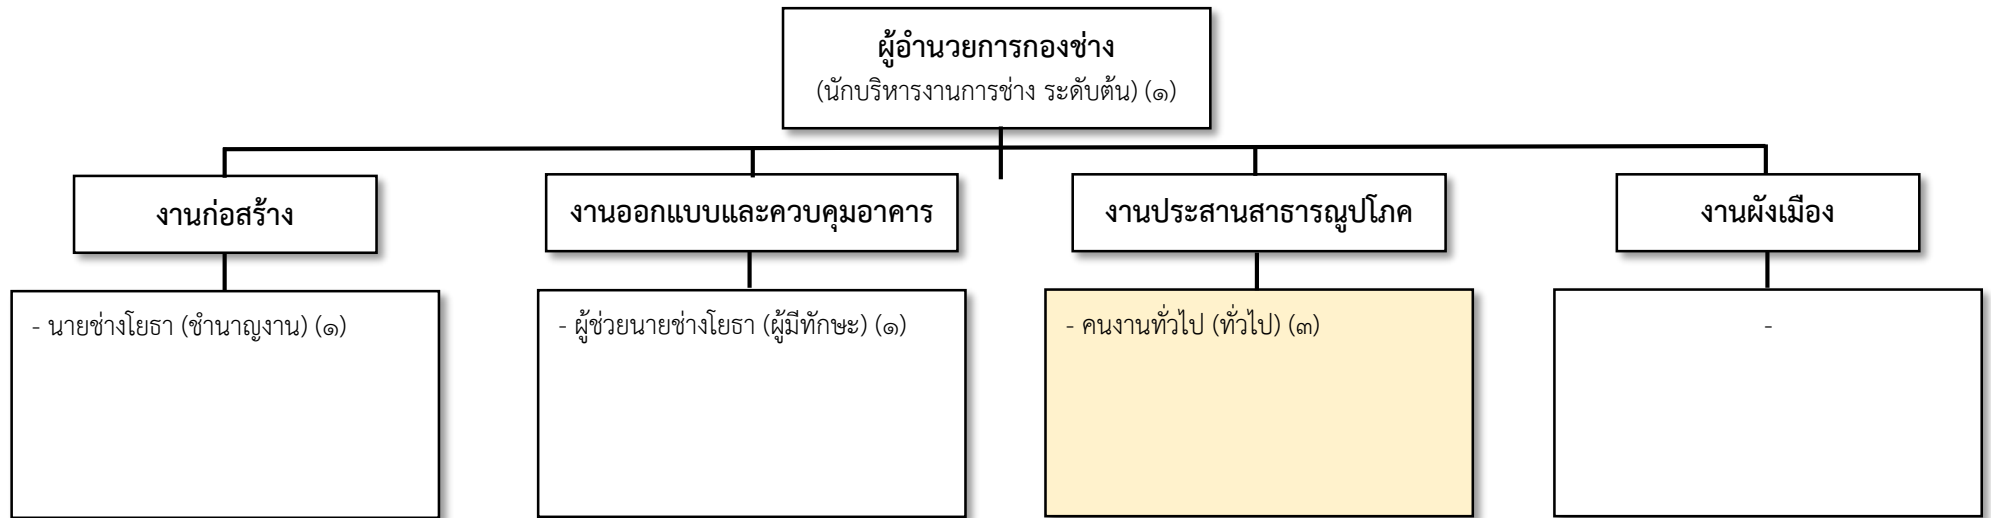 ผู้อำนวยการกองช่าง
(นักบริหารงานการช่าง ระดับต้น) (๑)
งานก่อสร้าง
งานออกแบบและควบคุมอาคาร
งานประสานสาธารณูปโภค
งานผังเมือง
- นายช่างโยธา (ชำนาญงาน) (๑)
- ผู้ช่วยนายช่างโยธา (ผู้มีทักษะ) (๑)
- คนงานทั่วไป (ทั่วไป) (๓)
-